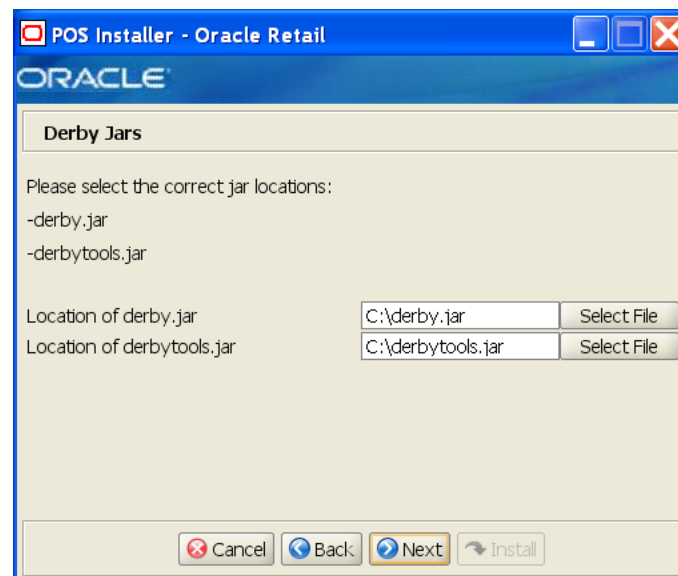 POS Installer - Oracle Retail
ORACLE
Derby Jars
Please select the correct jar locations:
-derby.jar
-derbytools.jar
Location of derby.jar C:\derby.jar Select File
Location of derbytools.jar C:\derbytools.jar Select File
Cancel Back Next Install